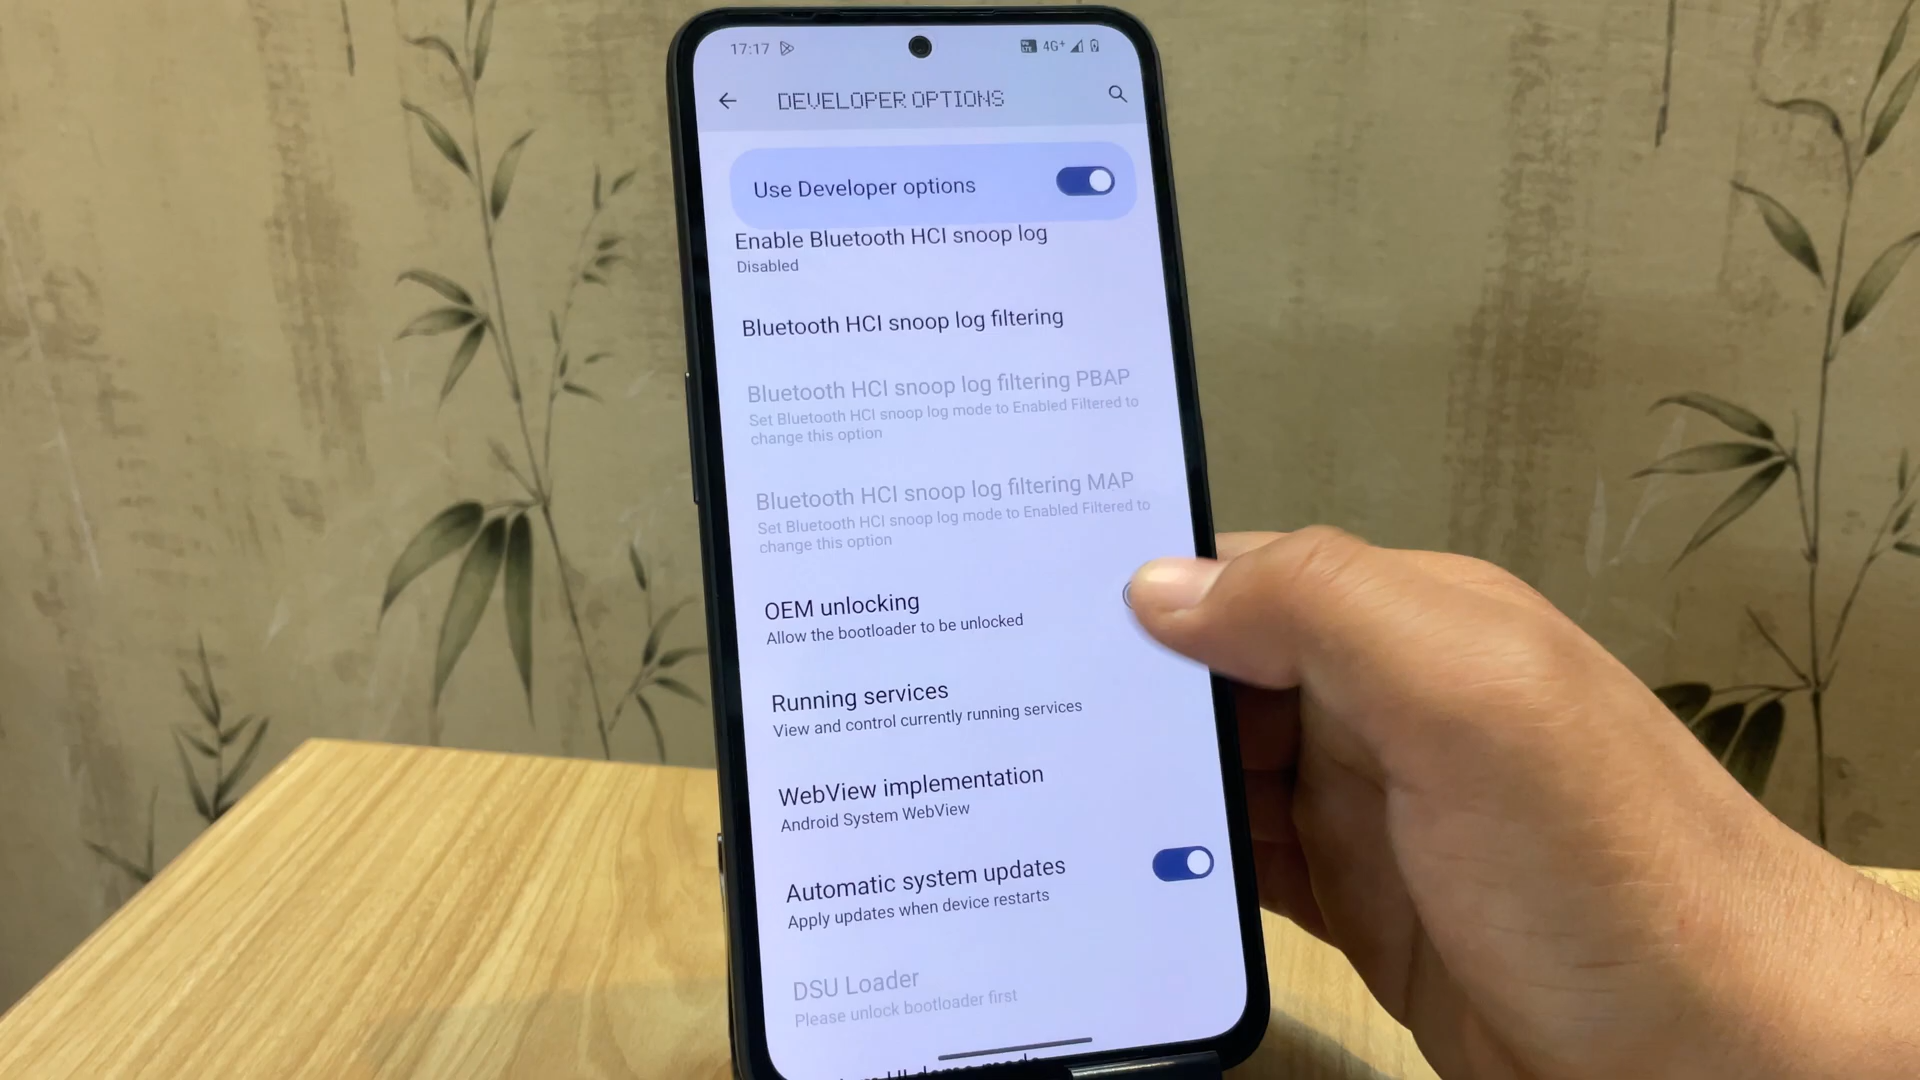 17:17
4G+
DEVELOPER OPTIONS
Use Developer options
Enable Bluetooth HCI snoop log
Disabled
Bluetooth HCI snoop log filtering
Bluetooth HCI snoop log filtering PBAP
Set Bluetooth HCI snoop log mode to Enabled Filtered to
change this option
Bluetooth HCI snoop log filtering MAP
Set Bluetooth HCI snoop log mode to Enabled Filtered to
change this option
OEM unlocking
Allow the bootloader to be unlocked
Running services
View and control currently running services
WebView implementation
Android System WebView
Automatic system updates
Apply updates when device restarts
DSU Loader
Please unlock bootloader first
UI demo mode